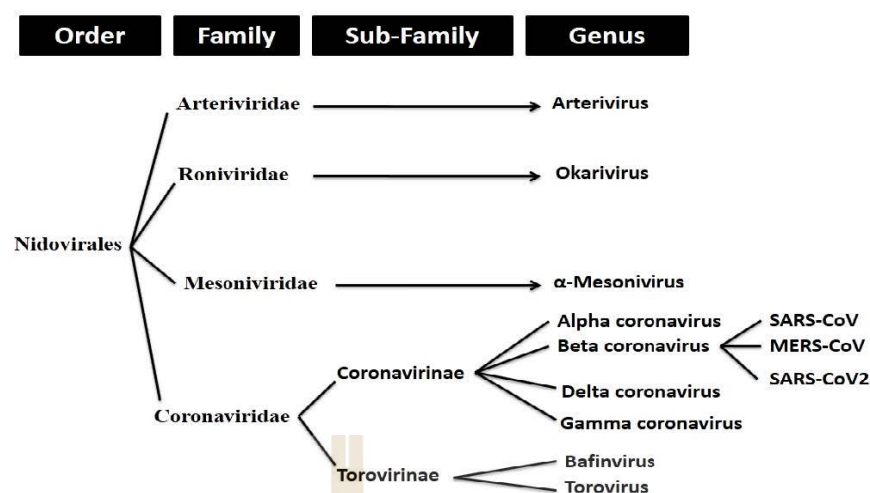 Order Family Sub-Family Genus
Arteriviridae Arterivirus
Roniviridae Okarivirus
Nidovirales
Mesoniviridae α-Mesonivirus
Alpha coronavirus SARS-CoV
Beta coronavirus MERS-CoV
Coronavirinae SARS-CoV2
Delta coronavirus
Coronaviridae Gamma coronavirus
Bafinvirus
Torovirinae Torovirus